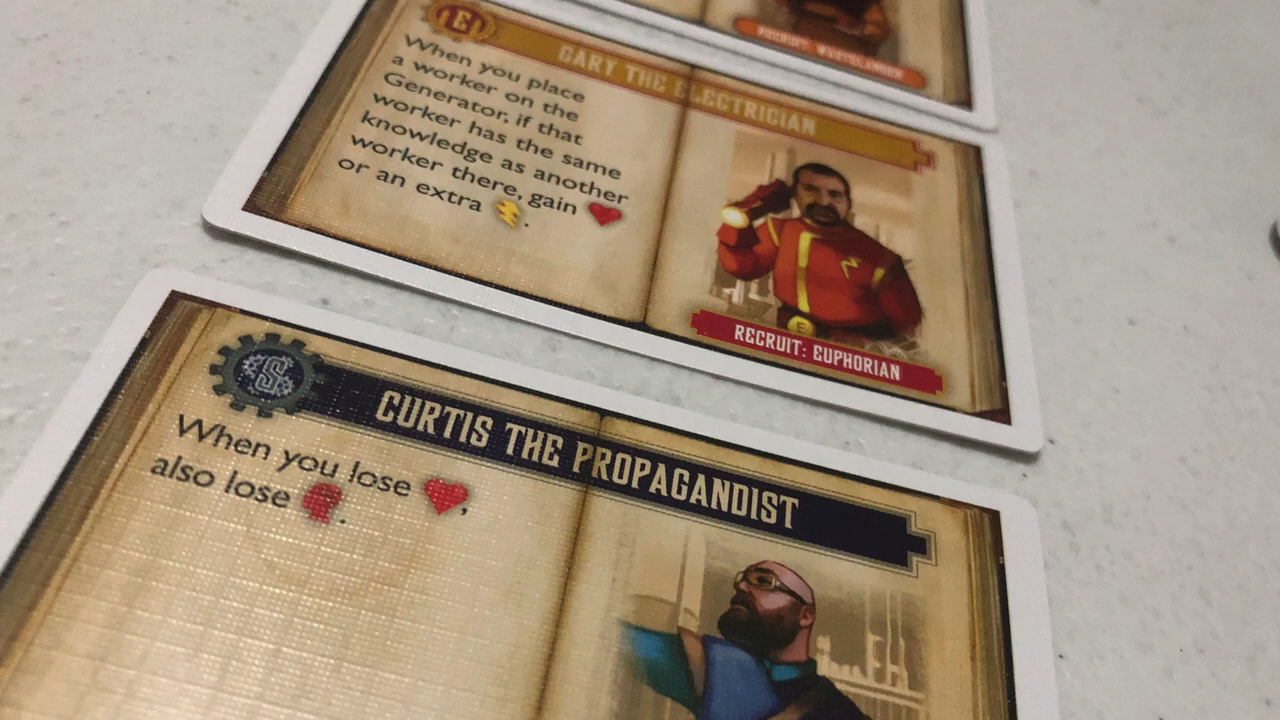 E
GARY THE ELECTRICIAN
When you place
a worker on the
Generator, if that
worker has the same
knowledge as another
worker there, gain
or an extra .
E
RECRUIT: EUPHORIAN
S
CURTIS THE PROPAGANDIST
When you lose ,
also lose .